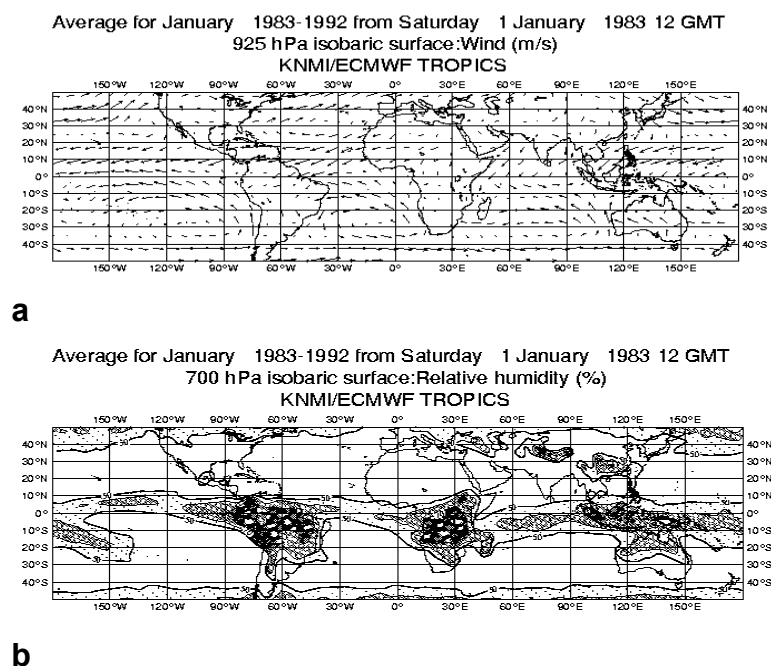 Average for January 1983-1992 from Saturday 1 January 1983 12 GMT
925 hPa isobaric surface:Wind (m/s)
KNMI/ECMWF TROPICS
150°W 120°W 90°W 60°W 30°W 0° 30°E 60°E 90°E 120°E 150°E
40°N 40°N
30°N 30°N
20°N 20°N
10°N 10°N
0° 0°
10°S 10°S
20°S 20°S
30°S 30°S
40°S 40°S
150°W 120°W 90°W 60°W 30°W 0° 30°E 60°E 90°E 120°E 150°E
a
Average for January 1983-1992 from Saturday 1 January 1983 12 GMT
700 hPa isobaric surface:Relative humidity (%)
KNMI/ECMWF TROPICS
150°W 120°W 90°W 60°W 30°W 0° 30°E 60°E 90°E 120°E 150°E
40°N 40°N
30°N 30°N
20°N 20°N
10°N 10°N
0° 0°
10°S 10°S
20°S 20°S
30°S 30°S
40°S 40°S
150°W 120°W 90°W 60°W 30°W 0° 30°E 60°E 90°E 120°E 150°E
b